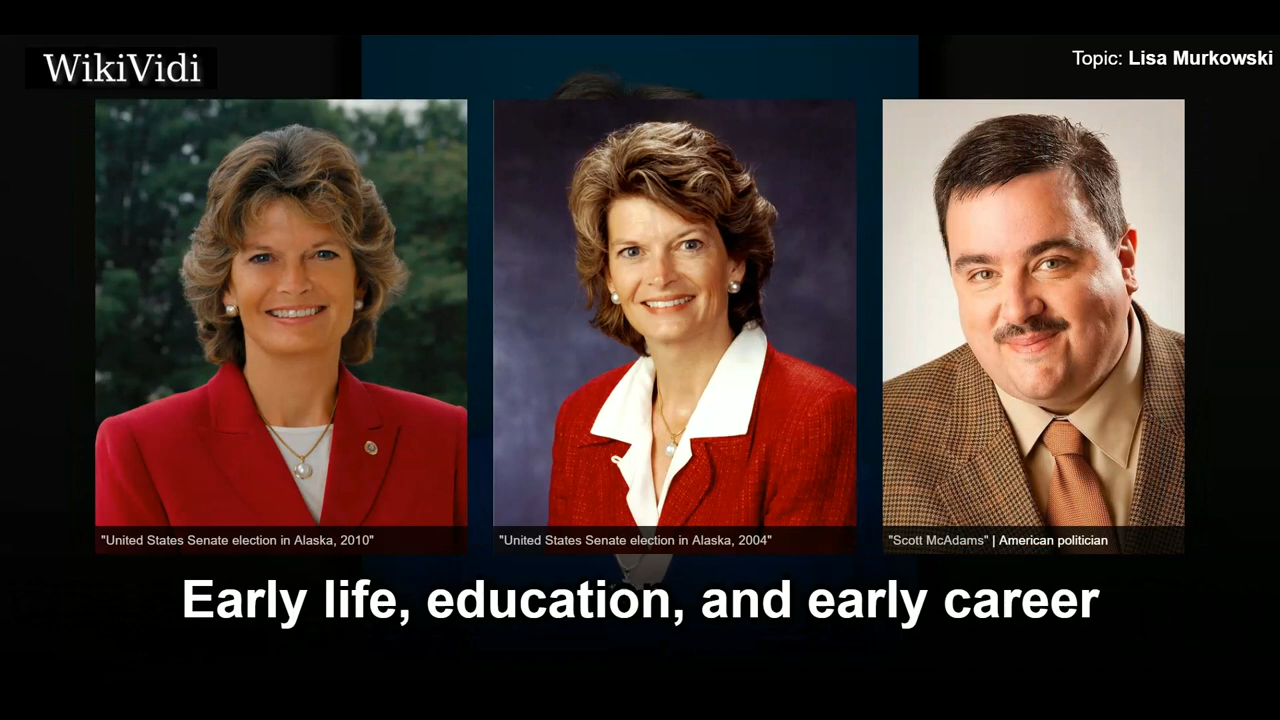 WikiVidi
Topic: Lisa Murkowski
"United States Senate election in Alaska, 2010"
"United States Senate election in Alaska, 2004"
"Scott McAdams" | American politician
Early life, education, and early career